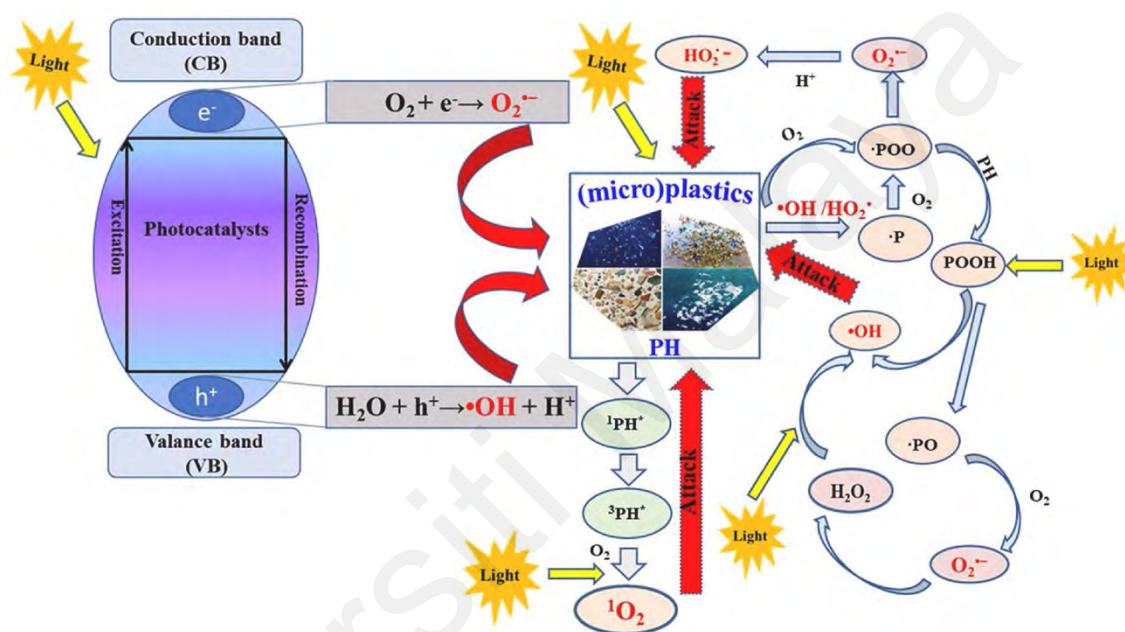 Light
Conduction band
(CB)
e⁻
O₂ + e⁻→ O₂•⁻
Excitation
Photocatalysts
Recombination
h⁺
H₂O + h⁺→•OH + H⁺
Valance band
(VB)
Light
HO₂•⁻
H⁺
O₂•⁻
Attack
O₂
·POO
PH
(micro)plastics
•OH /HO₂•
O₂
·P
POOH
Light
Attack
PH
•OH
¹PH*
³PH*
Attack
·PO
H₂O₂
O₂
Light
O₂
Light
O₂•⁻
¹O₂